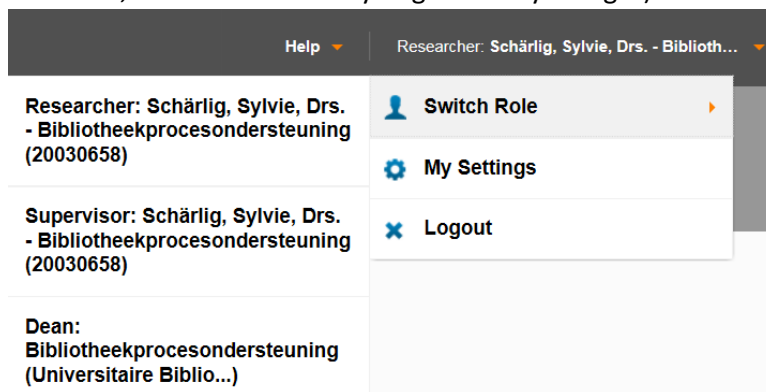 Help
Researcher: Schärlig, Sylvie, Drs. - Biblioth...
Researcher: Schärlig, Sylvie, Drs.
- Bibliotheekprocesondersteuning
(20030658)
Supervisor: Schärlig, Sylvie, Drs.
- Bibliotheekprocesondersteuning
(20030658)
Dean:
Bibliotheekprocesondersteuning
(Universitaire Biblio...)
Switch Role
My Settings
Logout